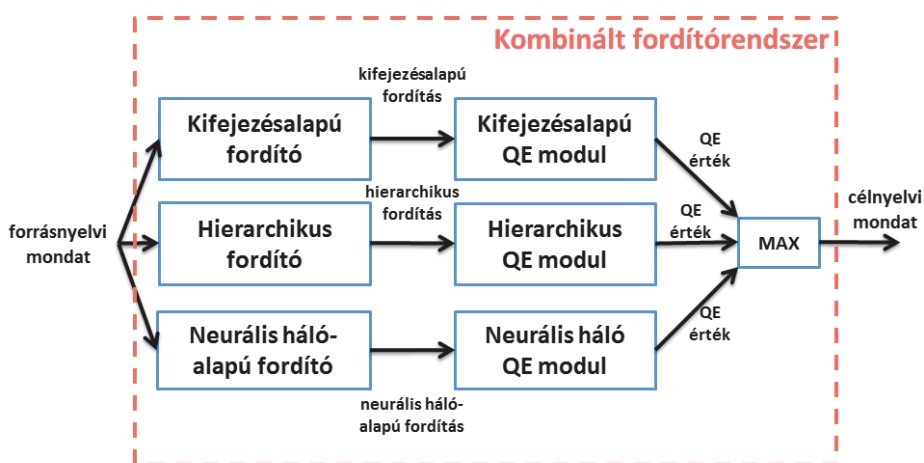 Kombinált fordítórendszer
kifejezésalapú
fordítás
Kifejezésalapú
fordító
Kifejezésalapú
QE modul
QE
érték
hierarchikus
fordítás
forrásnyelvi
mondat
Hierarchikus
fordító
Hierarchikus
QE modul
QE
érték
MAX
célnyelvi
mondat
Neurális háló-
alapú fordító
Neurális háló
QE modul
QE
érték
neurális háló-
alapú fordítás